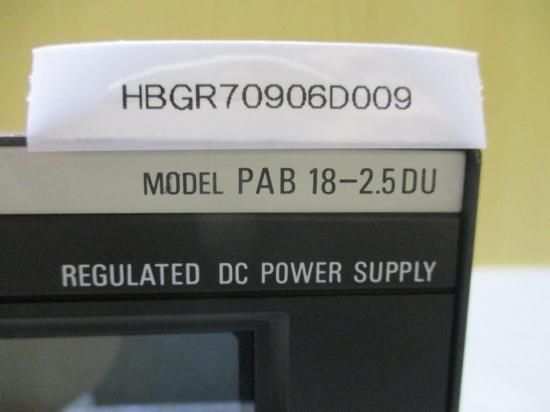 HBGR70906D009
MODEL PAB 18-2.5DU
REGULATED DC POWER SUPPLY